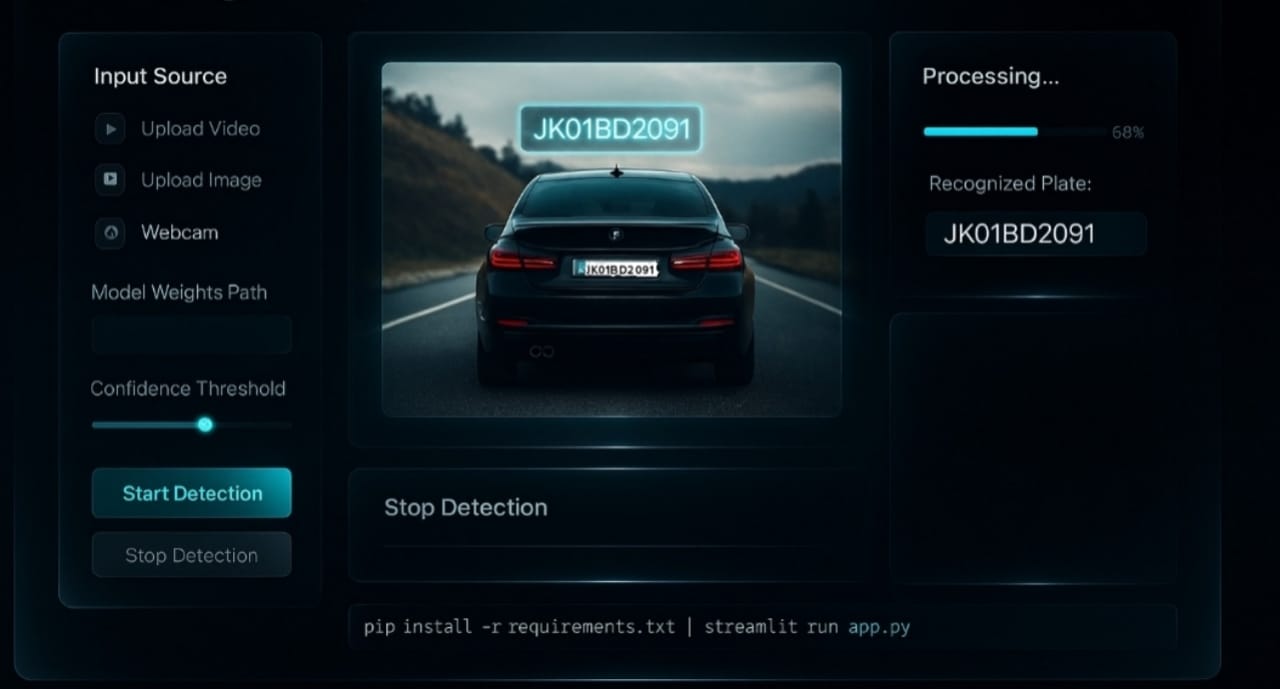 Input Source
Upload Video
Upload Image
Webcam
Model Weights Path
Confidence Threshold
Start Detection
Stop Detection
JK01BD2091
JK01BD2091
Stop Detection
Processing...
68%
Recognized Plate:
JK01BD2091
pip install -r requirements.txt | streamlit run app.py